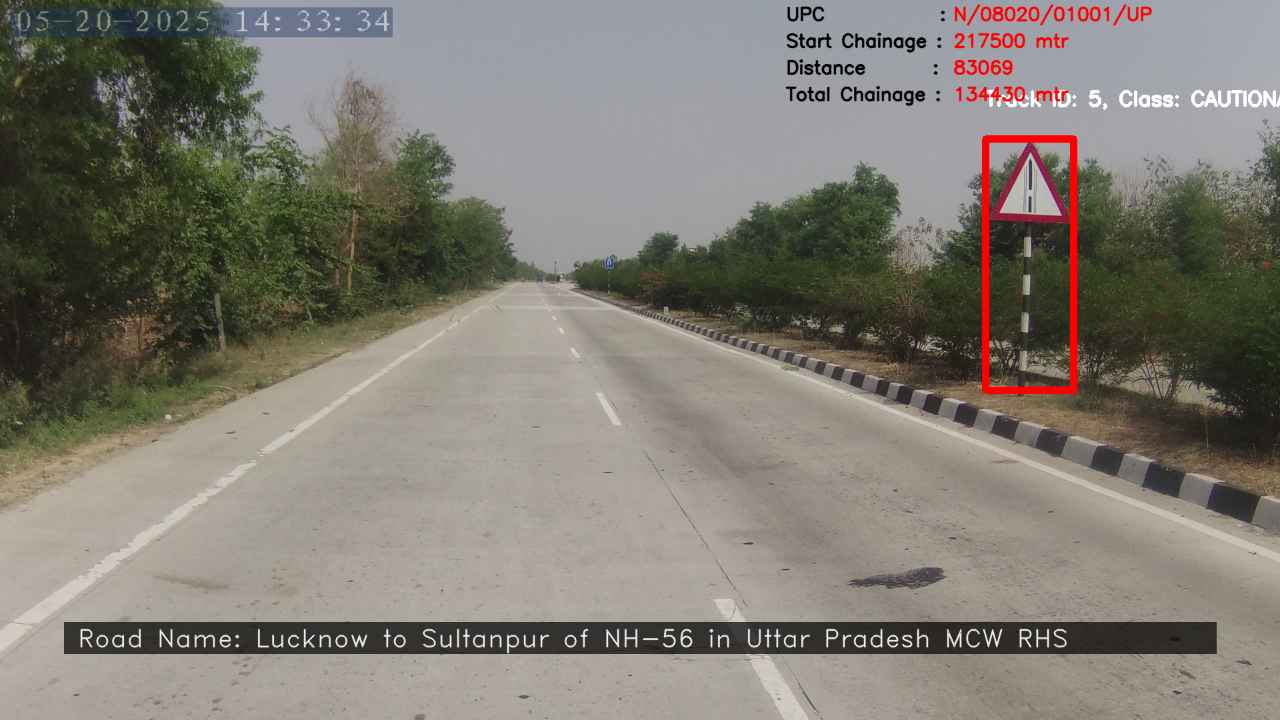 05-20-2025 14:33:34
UPC : N/08020/01001/UP
Start Chainage : 217500 mtr
Distance : 83069
Total Chainage : 134430 mtr
Track ID: 5, Class: CAUTIONA
Road Name: Lucknow to Sultanpur of NH-56 in Uttar Pradesh MCW RHS